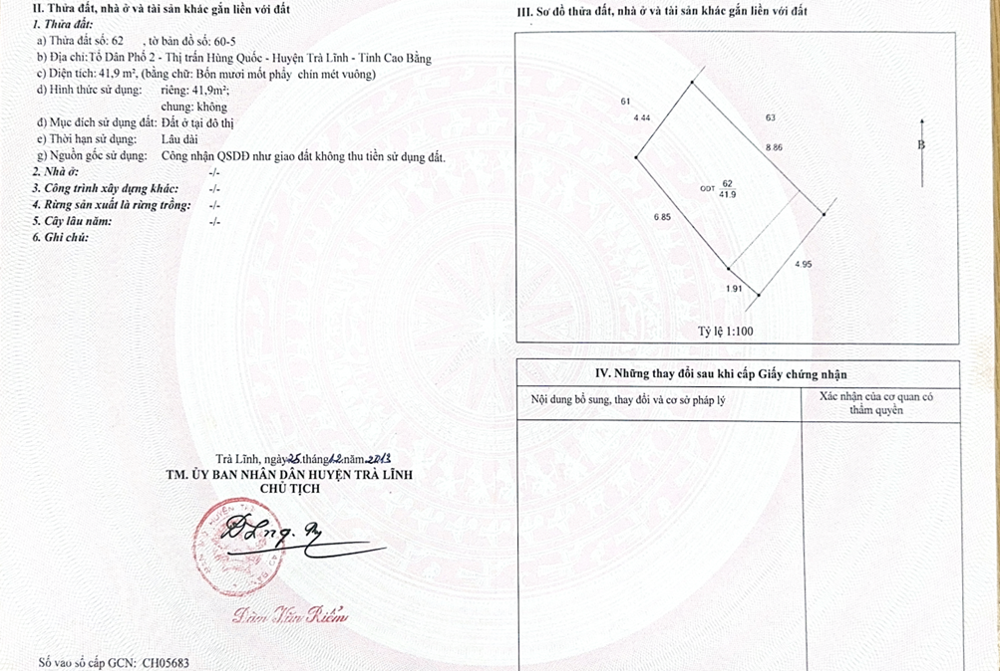 II. Thửa đất, nhà ở và tài sản khác gắn liền với đất
1. Thửa đất:
a) Thửa đất số: 62 , tờ bản đồ số: 60-5
b) Địa chỉ:Tổ Dân Phố 2 - Thị trấn Hùng Quốc - Huyện Trà Lĩnh - Tỉnh Cao Bằng
c) Diện tích: 41,9 m², (bằng chữ: Bốn mươi mốt phẩy chín mét vuông)
d) Hình thức sử dụng: riêng: 41,9m²;
chung: không
đ) Mục đích sử dụng đất: Đất ở tại đô thị
e) Thời hạn sử dụng: Lâu dài
g) Nguồn gốc sử dụng: Công nhận QSDĐ như giao đất không thu tiền sử dụng đất.
2. Nhà ở: -/-
3. Công trình xây dựng khác: -/-
4. Rừng sản xuất là rừng trồng: -/-
5. Cây lâu năm: -/-
6. Ghi chú:
Trà Lĩnh, ngày 25 tháng 12 năm 2013
TM. ỦY BAN NHÂN DÂN HUYỆN TRÀ LĨNH
CHỦ TỊCH
Đàm Văn Riểm
Số vào sổ cấp GCN: CH05683
III. Sơ đồ thửa đất, nhà ở và tài sản khác gắn liền với đất
61
4.44
63
8.86
B
ODT 62
41.9
6.85
4.95
1.91
Tỷ lệ 1:100
IV. Những thay đổi sau khi cấp Giấy chứng nhận
Nội dung bổ sung, thay đổi và cơ sở pháp lý
Xác nhận của cơ quan có
thẩm quyền